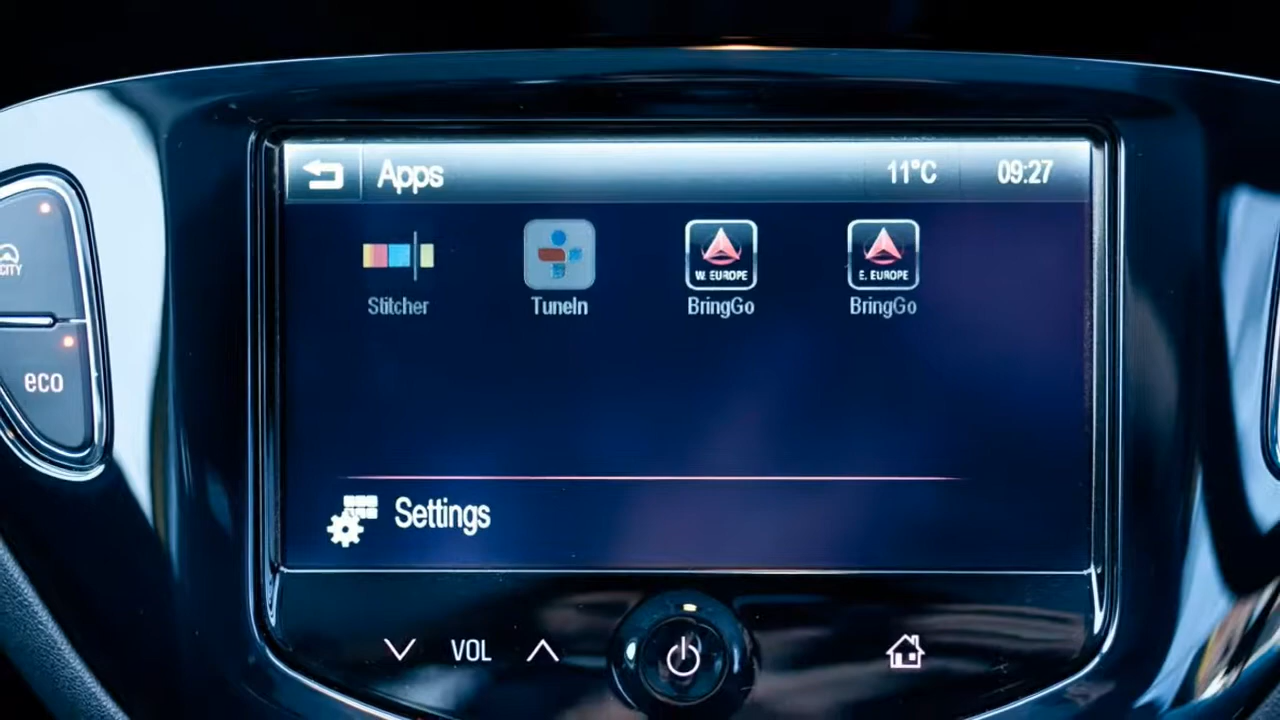 Apps 11°C 09:27
W. EUROPE E. EUROPE
Stitcher TuneIn BringGo BringGo
CITY
eco
Settings
VOL